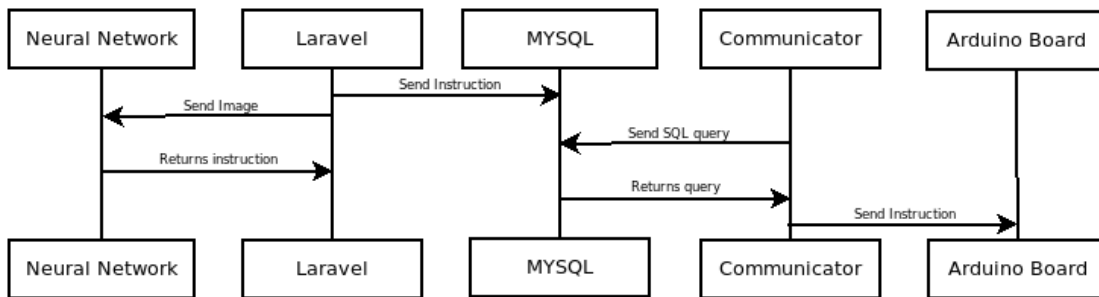 Neural Network
Laravel
MYSQL
Communicator
Arduino Board
Send Instruction
Send Image
Send SQL query
Returns instruction
Returns query
Send Instruction
Neural Network
Laravel
MYSQL
Communicator
Arduino Board